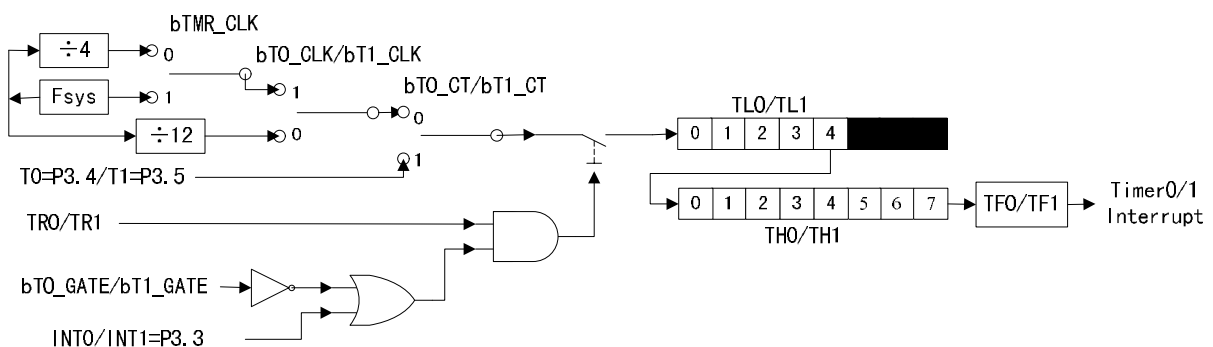 bTMR_CLK
÷4
0
bT0_CLK/bT1_CLK
Fsys
1
1
bT0_CT/bT1_CT
0
÷12
0
TL0/TL1
0 1 2 3 4
1
T0=P3.4/T1=P3.5
TR0/TR1
0 1 2 3 4 5 6 7
TF0/TF1
Timer0/1
Interrupt
TH0/TH1
bT0_GATE/bT1_GATE
INT0/INT1=P3.3